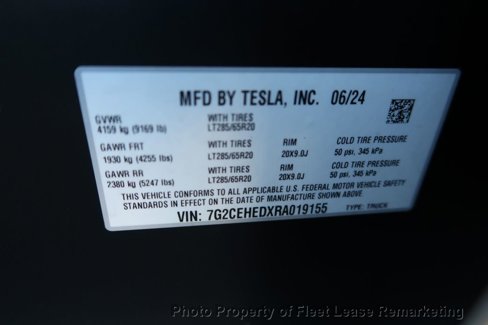 MFD BY TESLA, INC. 06/24
GVWR WITH TIRES
4159 kg (9169 lb) LT285/65R20
GAWR FRT WITH TIRES RIM COLD TIRE PRESSURE
1930 kg (4255 lbs) LT285/65R20 20X9.0J 50 psi, 345 kPa
GAWR RR WITH TIRES RIM COLD TIRE PRESSURE
2380 kg (5247 lbs) LT285/65R20 20X9.0J 50 psi, 345 kPa
THIS VEHICLE CONFORMS TO ALL APPLICABLE U.S. FEDERAL MOTOR VEHICLE SAFETY
STANDARDS IN EFFECT ON THE DATE OF MANUFACTURE SHOWN ABOVE.
VIN: 7G2CEHEDXRA019155 TYPE: TRUCK
Photo Property of Fleet Lease Remarketing